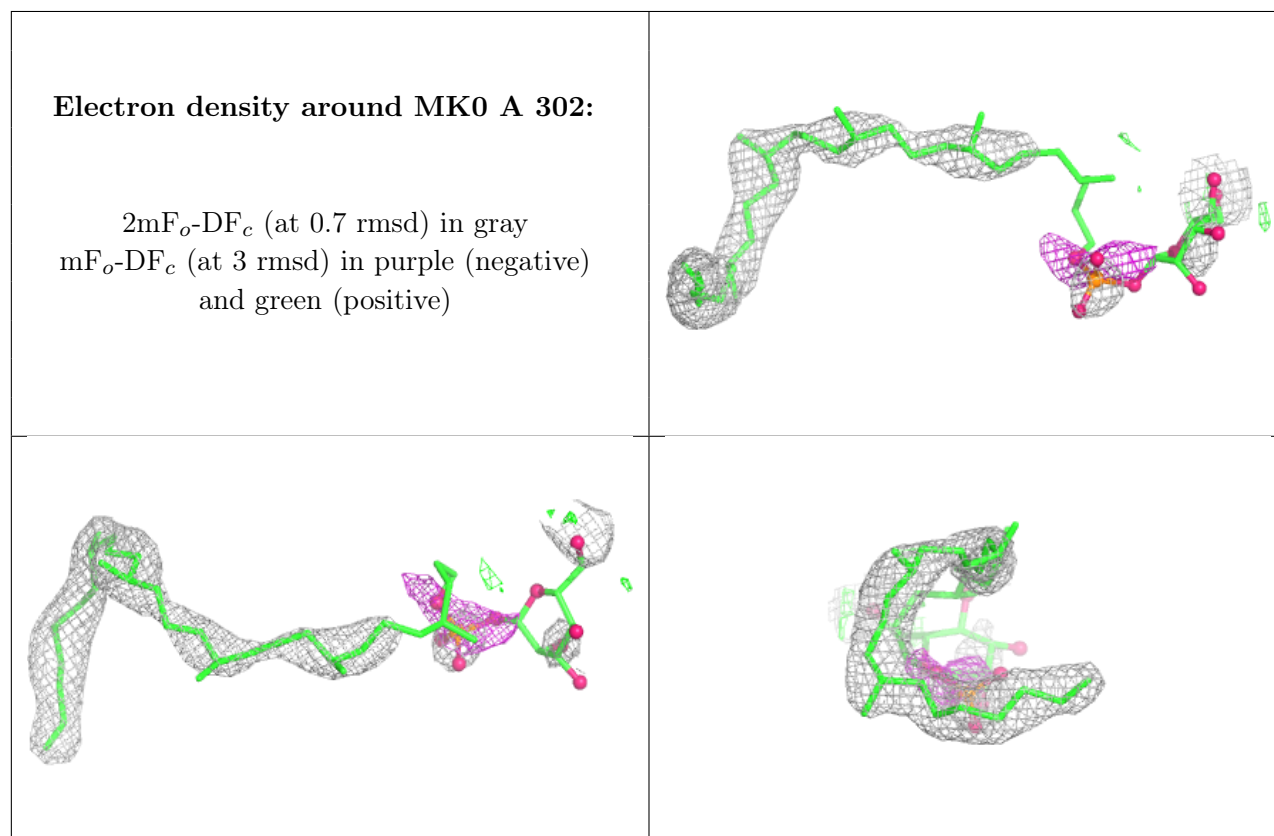 Electron density around MK0 A 302:
2mFo-DFc (at 0.7 rmsd) in gray
mFo-DFc (at 3 rmsd) in purple (negative)
and green (positive)